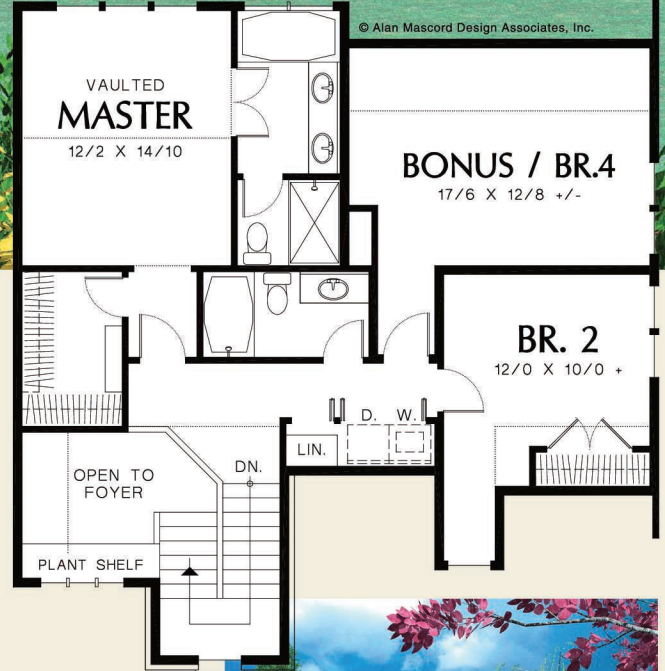 © Alan Mascord Design Associates, Inc.
VAULTED
MASTER
12/2 X 14/10
BONUS / BR.4
17/6 X 12/8 +/-
BR. 2
12/0 X 10/0 +
D. W.
LIN.
DN.
OPEN TO
FOYER
PLANT SHELF